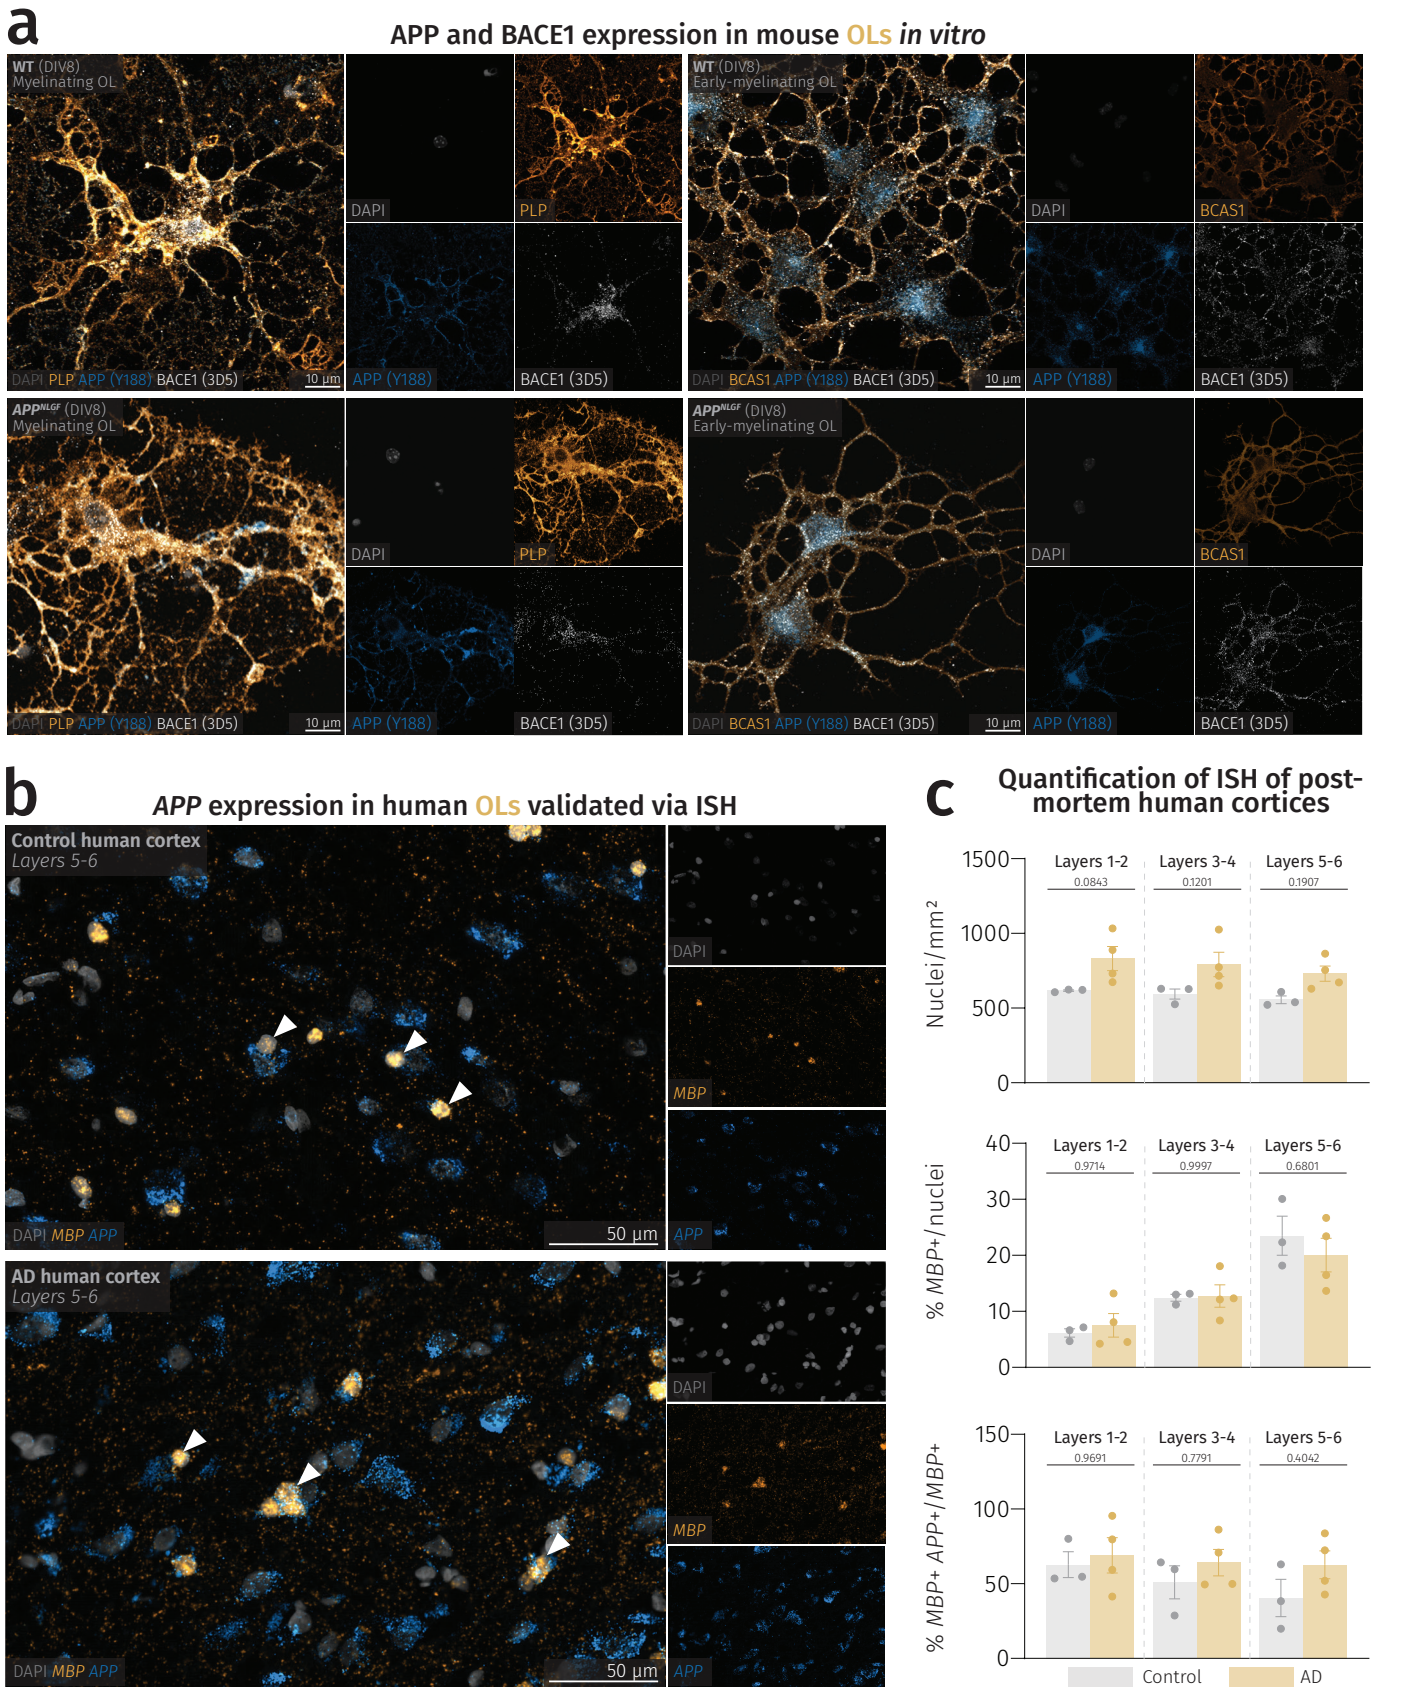 a
APP and BACE1 expression in mouse OLs in vitro
WT (DIV8)
Myelinating OL
DAPI
PLP
APP (Y188)
BACE1 (3D5)
DAPI PLP APP (Y188) BACE1 (3D5)
10 µm
WT (DIV8)
Early-myelinating OL
DAPI
BCAS1
APP (Y188)
BACE1 (3D5)
DAPI BCAS1 APP (Y188) BACE1 (3D5)
10 µm
APP^NLGF (DIV8)
Myelinating OL
DAPI
PLP
APP (Y188)
BACE1 (3D5)
DAPI PLP APP (Y188) BACE1 (3D5)
10 µm
APP^NLGF (DIV8)
Early-myelinating OL
DAPI
BCAS1
APP (Y188)
BACE1 (3D5)
DAPI BCAS1 APP (Y188) BACE1 (3D5)
10 µm
b
APP expression in human OLs validated via ISH
Control human cortex
Layers 5-6
DAPI
MBP
APP
DAPI MBP APP
50 µm
AD human cortex
Layers 5-6
DAPI
MBP
APP
DAPI MBP APP
50 µm
c
Quantification of ISH of post-
mortem human cortices
Nuclei/mm²
1500
1000
500
0
Layers 1-2
0.0843
Layers 3-4
0.1201
Layers 5-6
0.1907
% MBP+/nuclei
40
30
20
10
0
Layers 1-2
0.9714
Layers 3-4
0.9997
Layers 5-6
0.6801
% MBP+ APP+/MBP+
150
100
50
0
Layers 1-2
0.9691
Layers 3-4
0.7791
Layers 5-6
0.4042
Control
AD